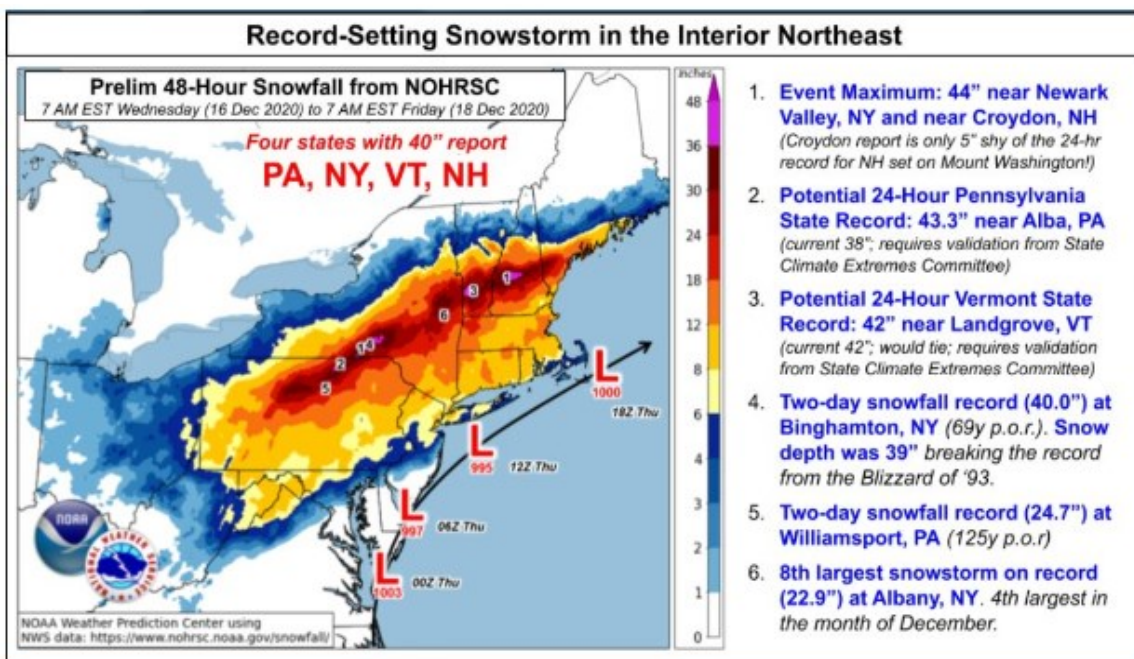 Record-Setting Snowstorm in the Interior Northeast
Prelim 48-Hour Snowfall from NOHRSC
7 AM EST Wednesday (16 Dec 2020) to 7 AM EST Friday (18 Dec 2020)
Four states with 40” report
PA, NY, VT, NH
inches
48
36
30
24
18
12
8
6
4
3
2
1
0
1
3
6
1
4
2
5
L
1000
18Z Thu
L
995
12Z Thu
L
997
06Z Thu
L
1003
00Z Thu
NOAA
NATIONAL WEATHER SERVICE
NOAA Weather Prediction Center using
NWS data: https://www.nohrsc.noaa.gov/snowfall/
1. Event Maximum: 44” near Newark
Valley, NY and near Croydon, NH
(Croydon report is only 5” shy of the 24-hr
record for NH set on Mount Washington!)
2. Potential 24-Hour Pennsylvania
State Record: 43.3” near Alba, PA
(current 38”; requires validation from State
Climate Extremes Committee)
3. Potential 24-Hour Vermont State
Record: 42” near Landgrove, VT
(current 42”; would tie; requires validation
from State Climate Extremes Committee)
4. Two-day snowfall record (40.0”) at
Binghamton, NY (69y p.o.r.). Snow
depth was 39” breaking the record
from the Blizzard of ‘93.
5. Two-day snowfall record (24.7”) at
Williamsport, PA (125y p.o.r)
6. 8th largest snowstorm on record
(22.9”) at Albany, NY. 4th largest in
the month of December.